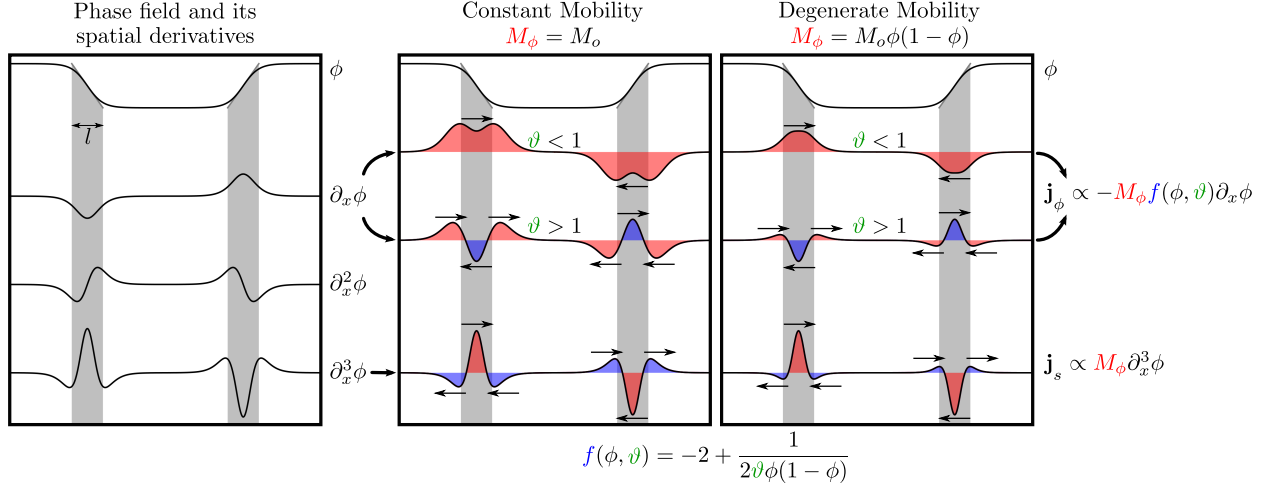 Phase field and its
spatial derivatives
Constant Mobility
M_ϕ = M_o
Degenerate Mobility
M_ϕ = M_oϕ(1 − ϕ)
ϕ
l
∂_xϕ
∂_x^2ϕ
∂_x^3ϕ
ϑ < 1
ϑ > 1
ϑ < 1
ϑ > 1
ϕ
j_ϕ ∝ −M_ϕf(ϕ, ϑ)∂_xϕ
j_s ∝ M_ϕ∂_x^3ϕ
f(ϕ, ϑ) = −2 + 1/(2ϑϕ(1 − ϕ))